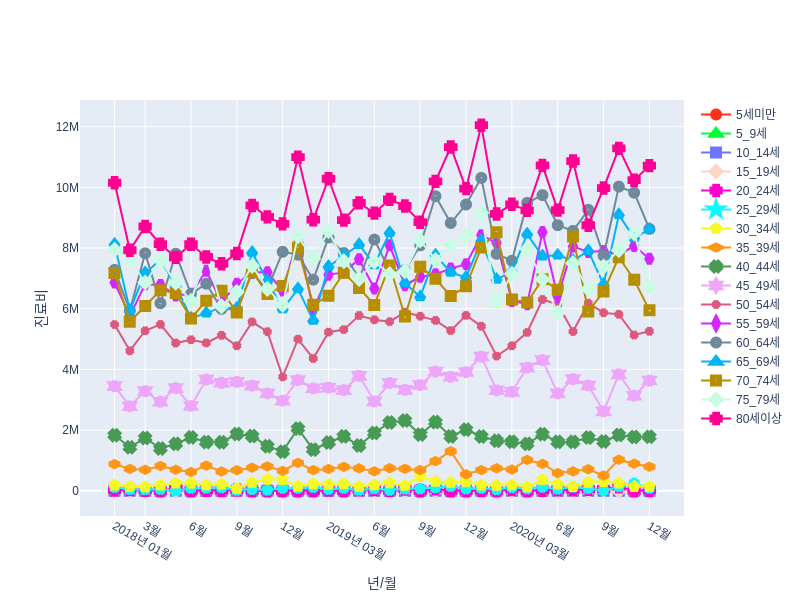 12M
10M
8M
6M
4M
2M
0
진료비
2018년 01월
3월
6월
9월
12월
2019년 03월
6월
9월
12월
2020년 03월
6월
9월
12월
년/월
5세미만
5_9세
10_14세
15_19세
20_24세
25_29세
30_34세
35_39세
40_44세
45_49세
50_54세
55_59세
60_64세
65_69세
70_74세
75_79세
80세이상